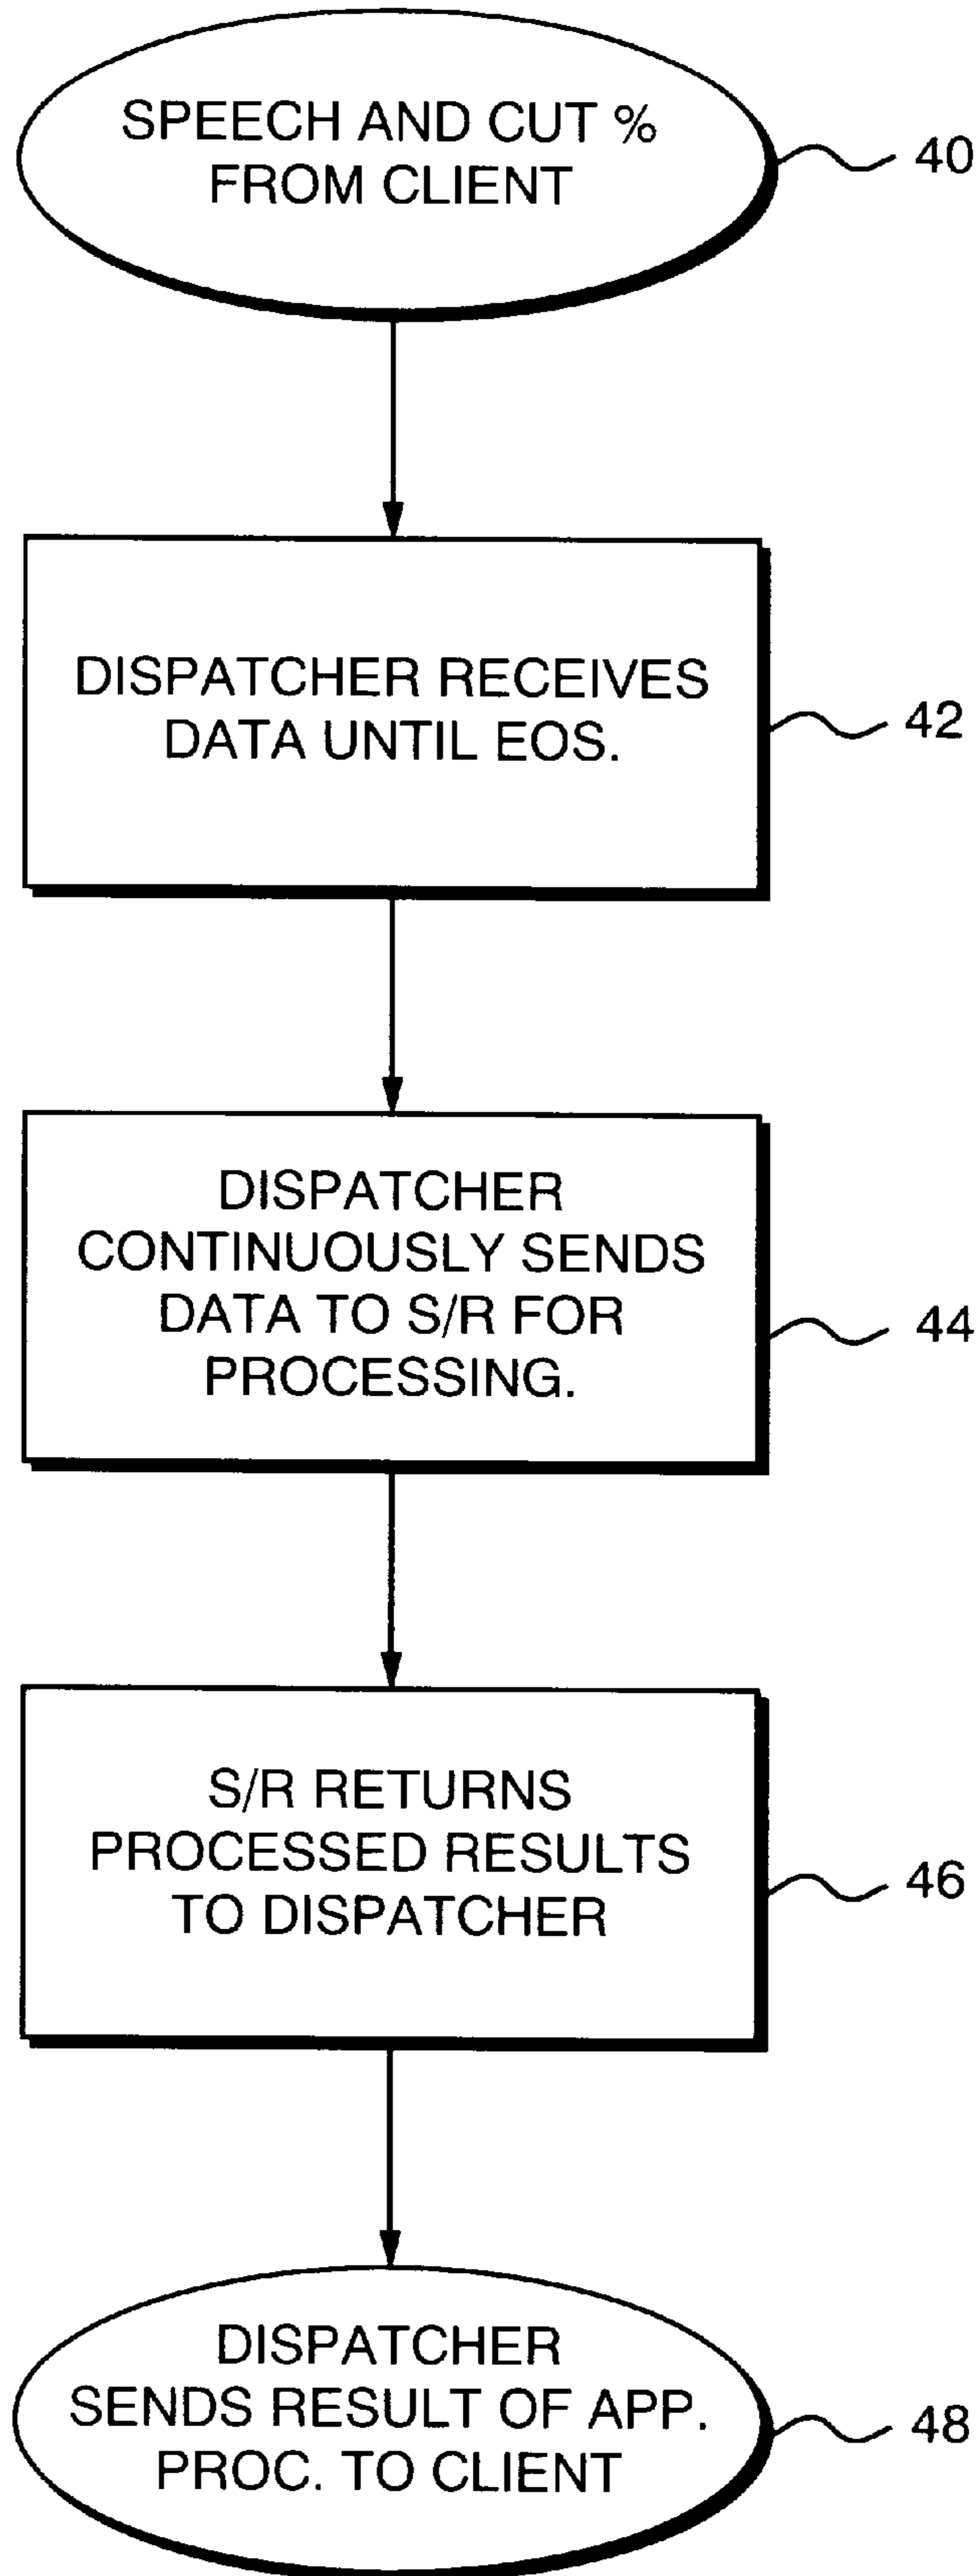 SPEECH AND CUT %
FROM CLIENT
40
DISPATCHER RECEIVES
DATA UNTIL EOS.
42
DISPATCHER
CONTINUOUSLY SENDS
DATA TO S/R FOR
PROCESSING.
44
S/R RETURNS
PROCESSED RESULTS
TO DISPATCHER
46
DISPATCHER
SENDS RESULT OF APP.
PROC. TO CLIENT
48